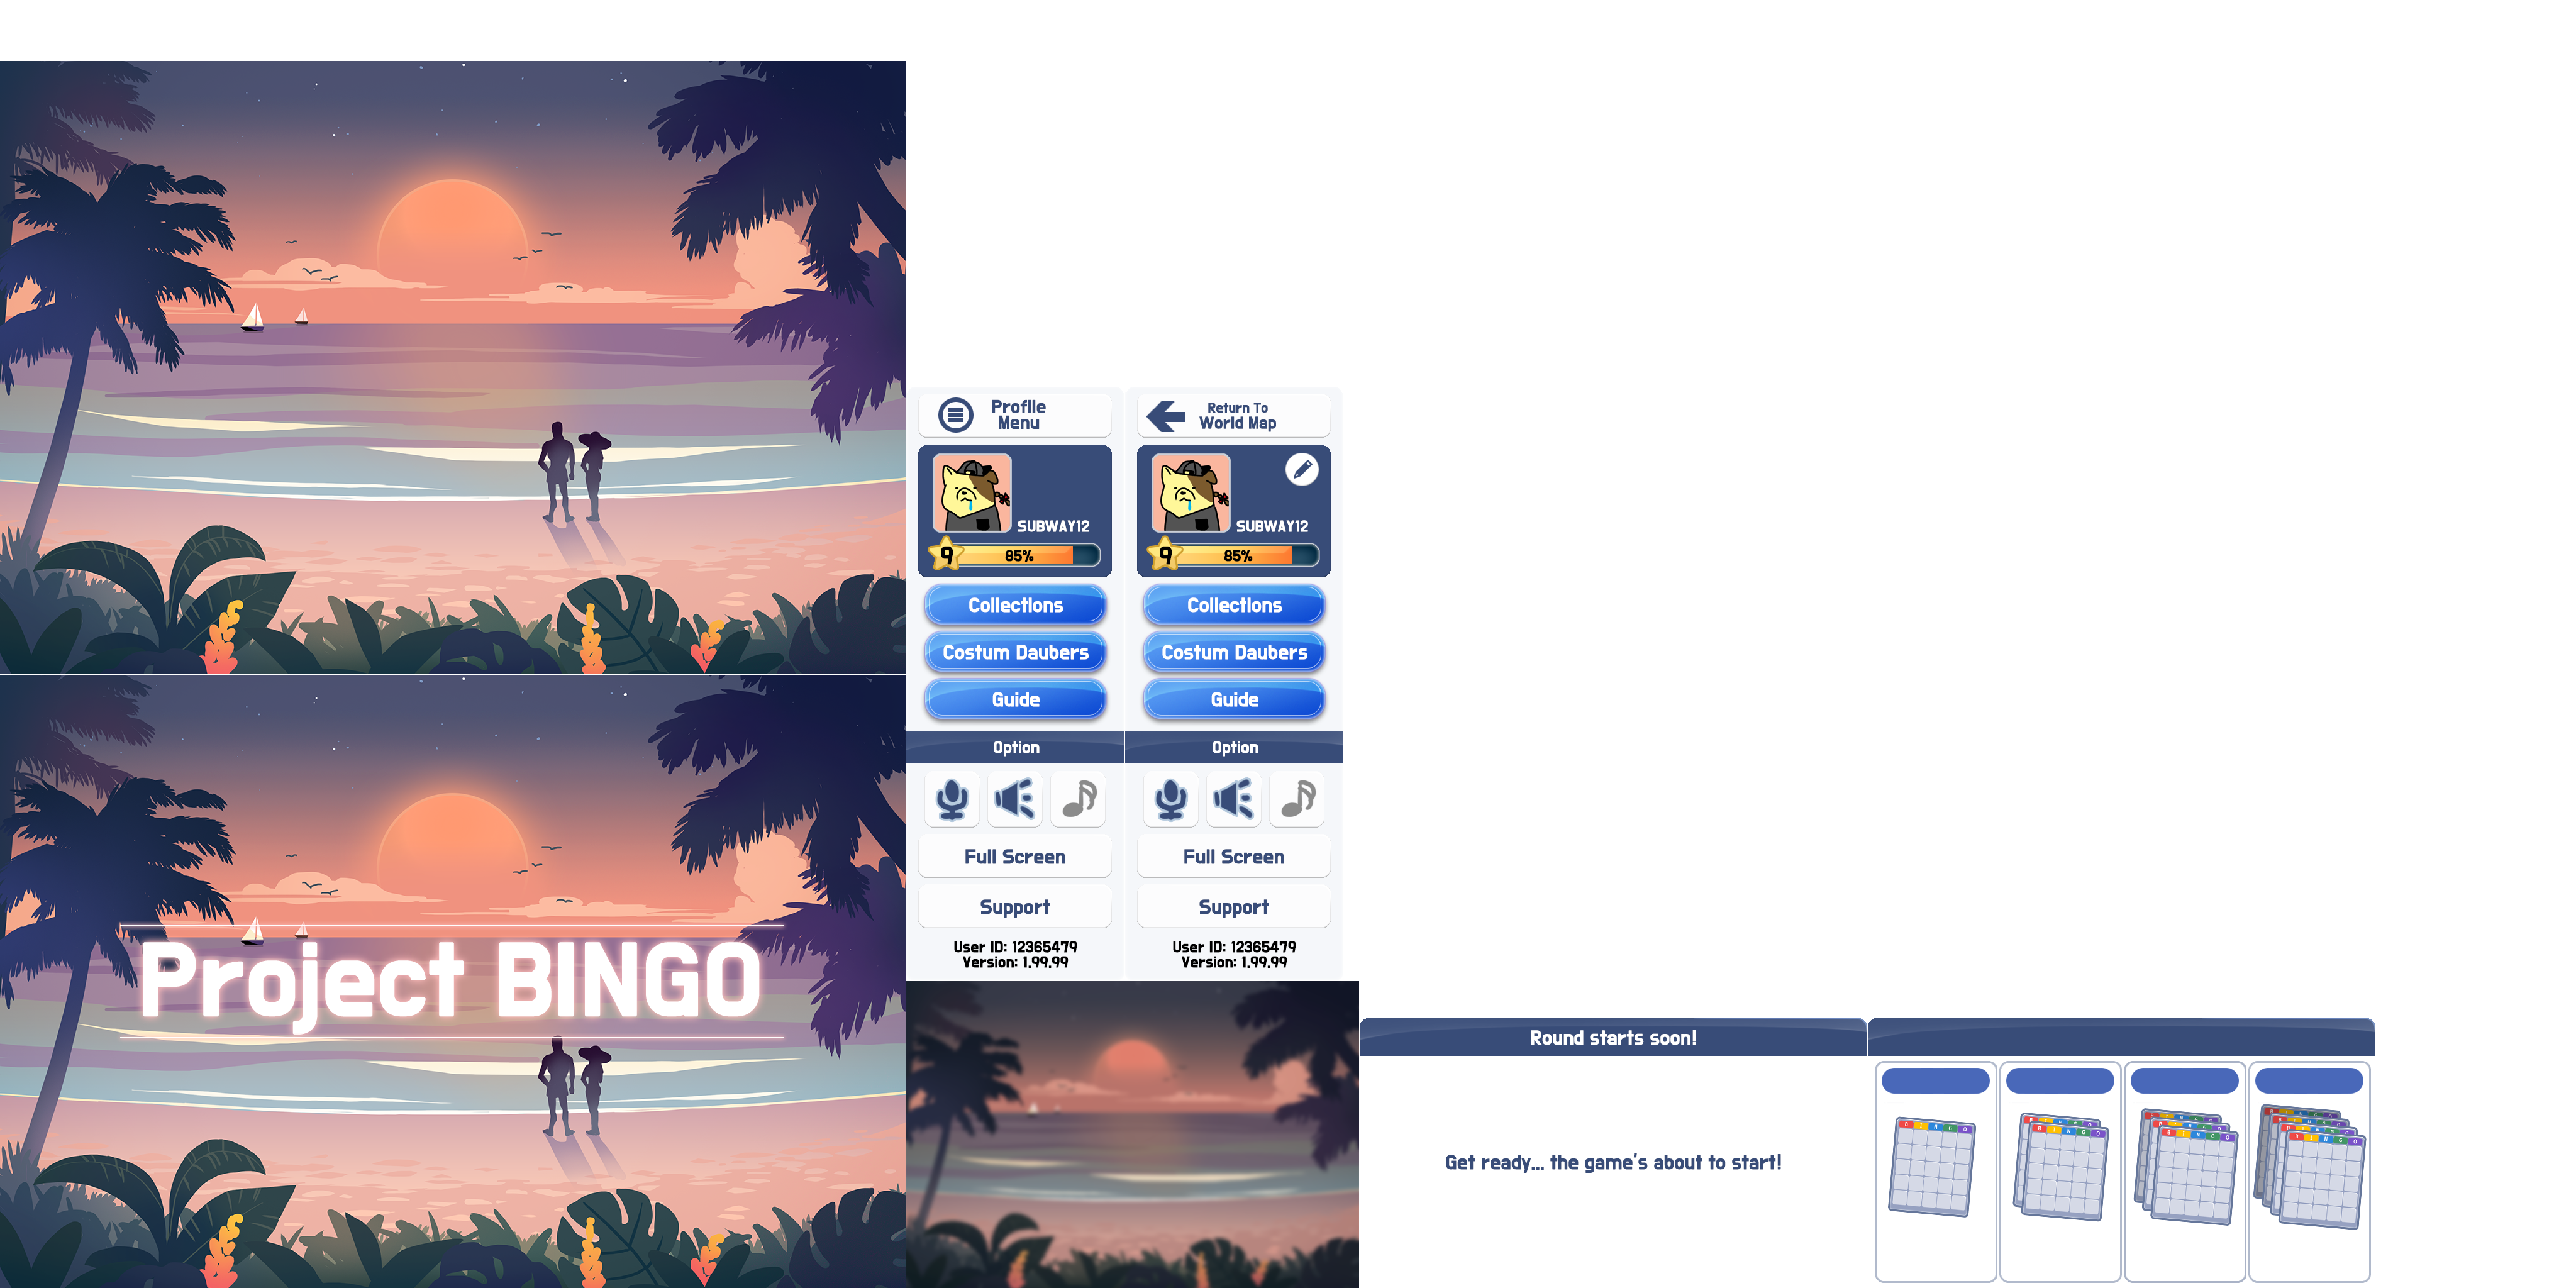 Profile
Menu
SUBWAY12
9
85%
Collections
Costum Daubers
Guide
Option
Full Screen
Support
User ID: 12365479
Version: 1.99.99
Return To
World Map
SUBWAY12
9
85%
Collections
Costum Daubers
Guide
Option
Full Screen
Support
User ID: 12365479
Version: 1.99.99
Project BINGO
Round starts soon!
Get ready... the game's about to start!
B I N G O
B I N G O
B I N G O
B I N G O